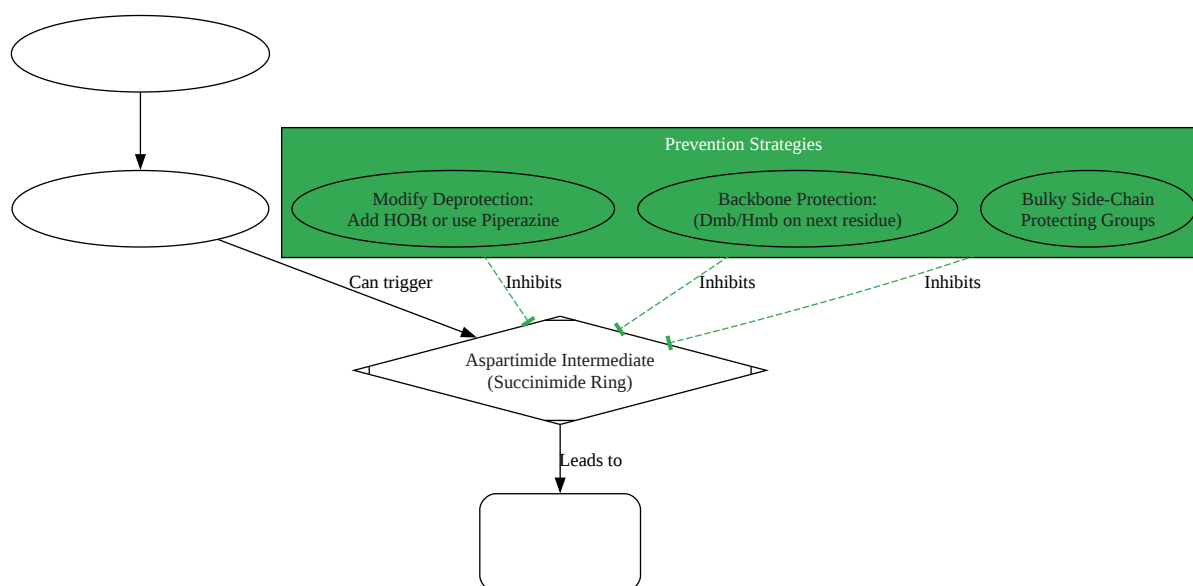 Prevention Strategies
Modify Deprotection:
Add HOBt or use Piperazine
Backbone Protection:
(Dmb/Hmb on next residue)
Bulky Side-Chain
Protecting Groups
Can trigger
Inhibits
Inhibits
Inhibits
Aspartimide Intermediate
(Succinimide Ring)
Leads to